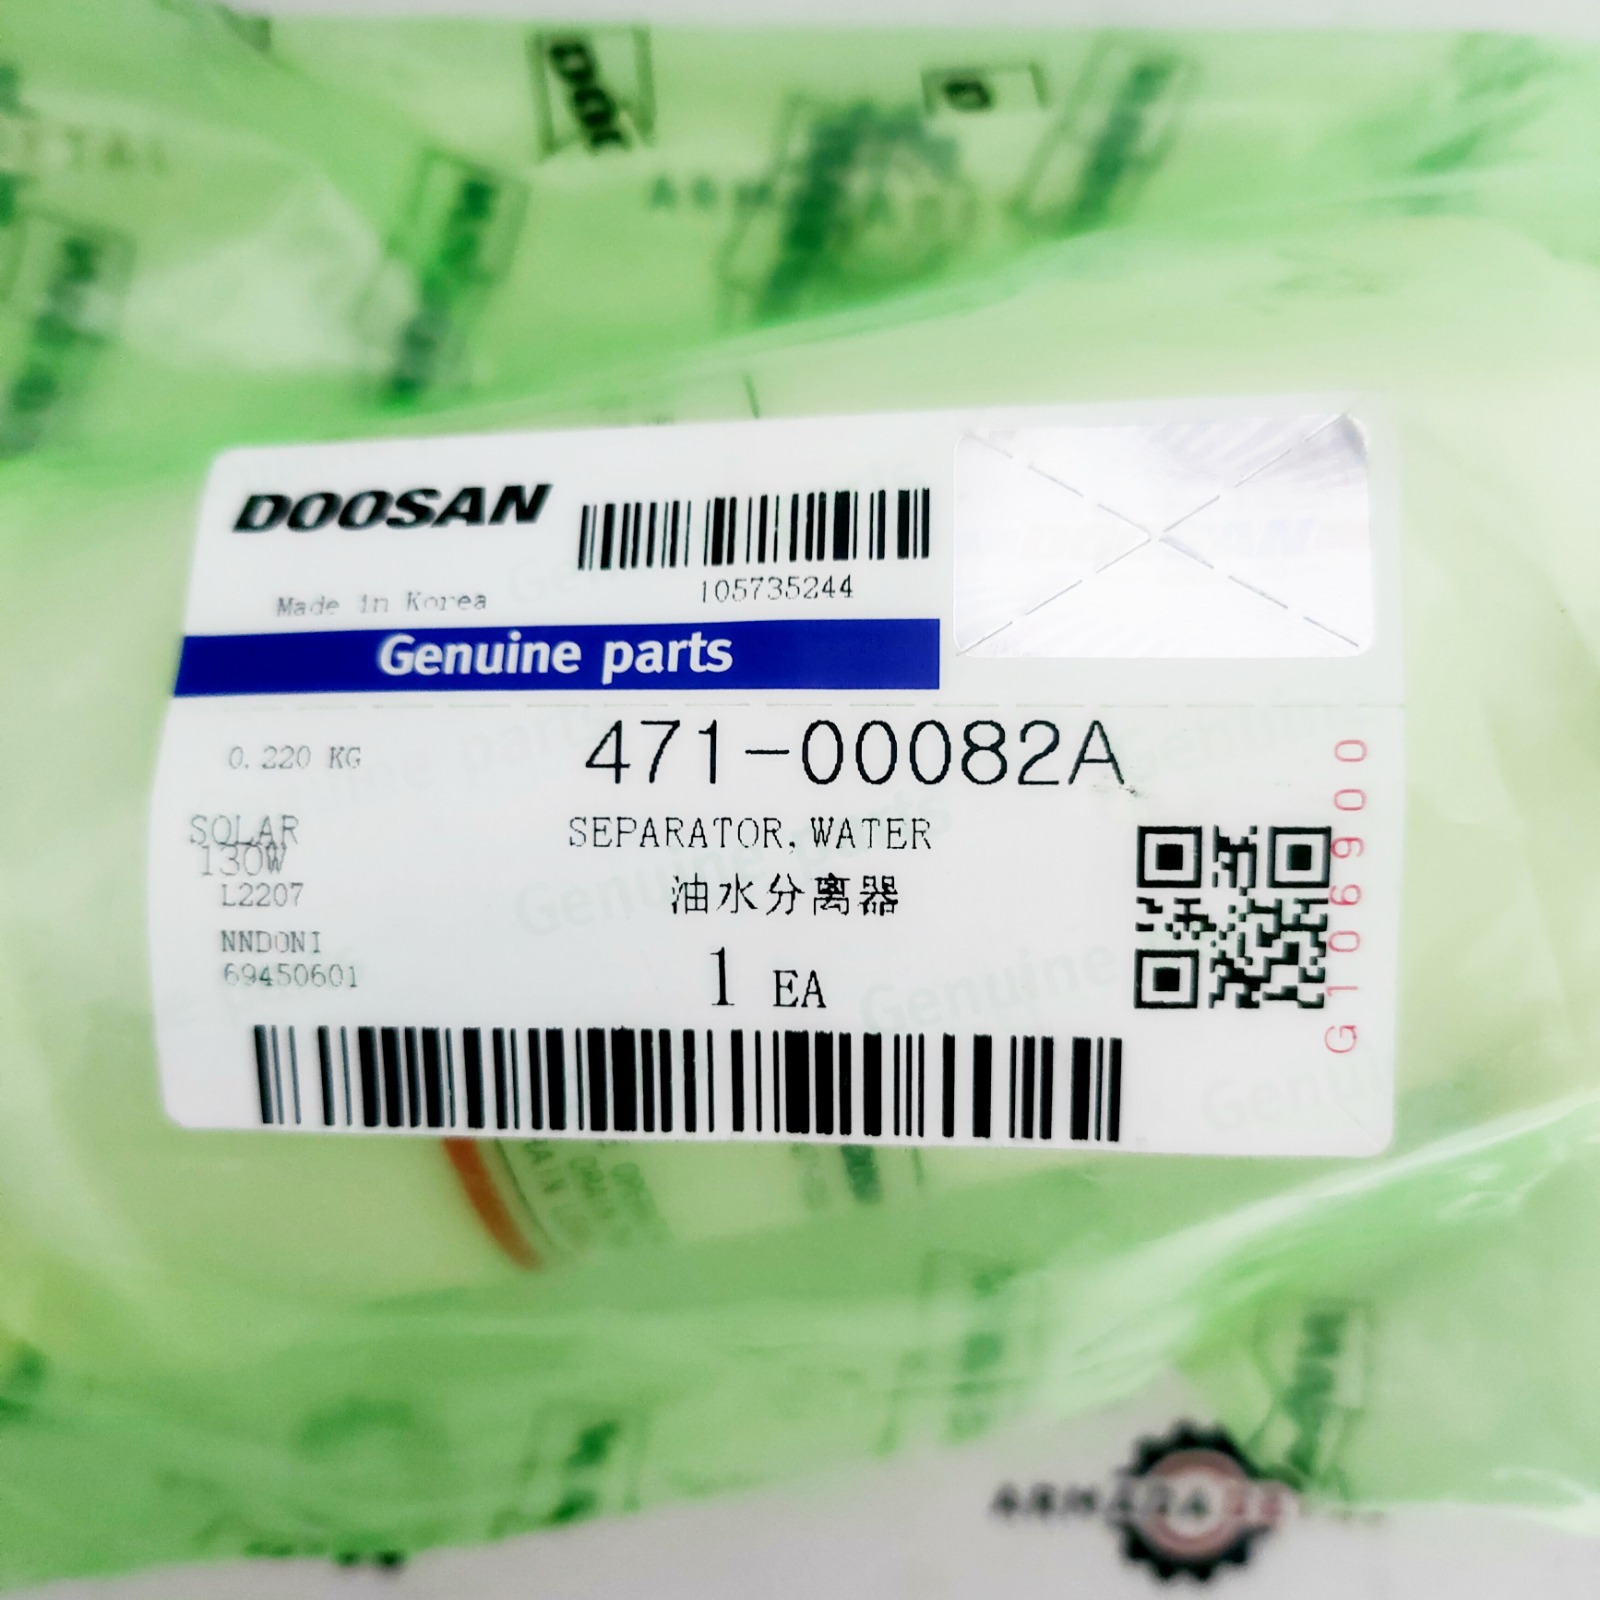 DOOSAN
105735244
Made in Korea
Genuine parts
0.220 KG
471-00082A
SOLAR
130W
SEPARATOR,WATER
L2207
油水分离器
NNDONI
69450601
1 EA
G106900